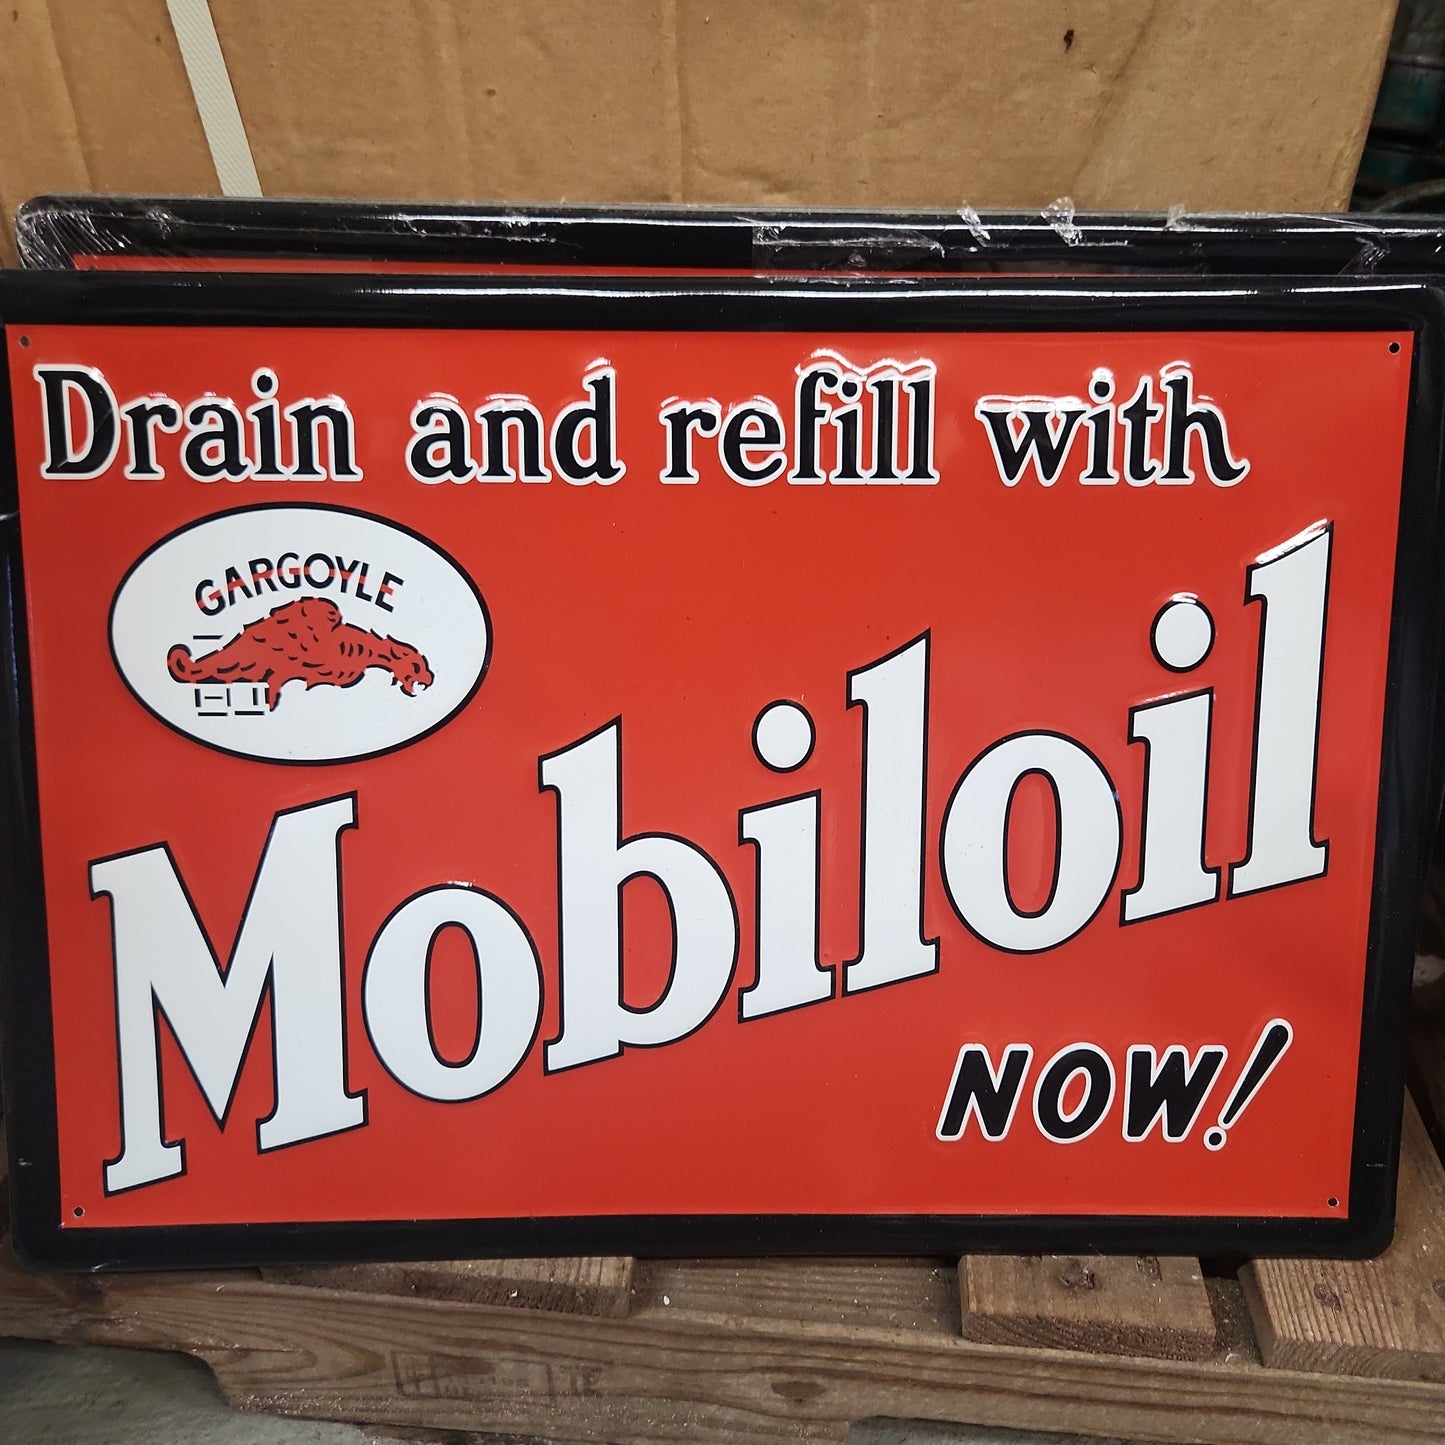 Drain and refill with
GARGOYLE
Mobiloil
NOW!